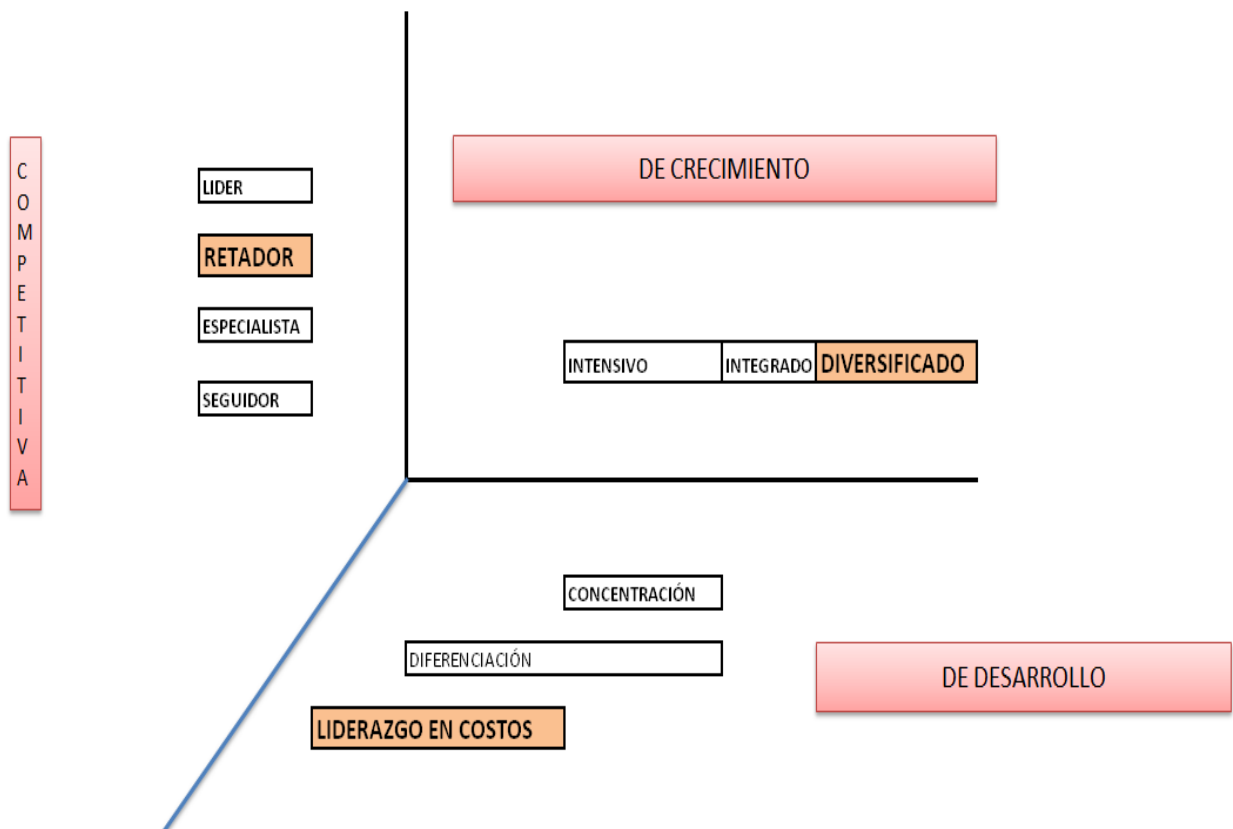 COMPETITIVA
DE CRECIMIENTO
LIDER
RETADOR
ESPECIALISTA
SEGUIDOR
INTENSIVO INTEGRADO DIVERSIFICADO
CONCENTRACIÓN
DIFERENCIACIÓN
LIDERAZGO EN COSTOS
DE DESARROLLO